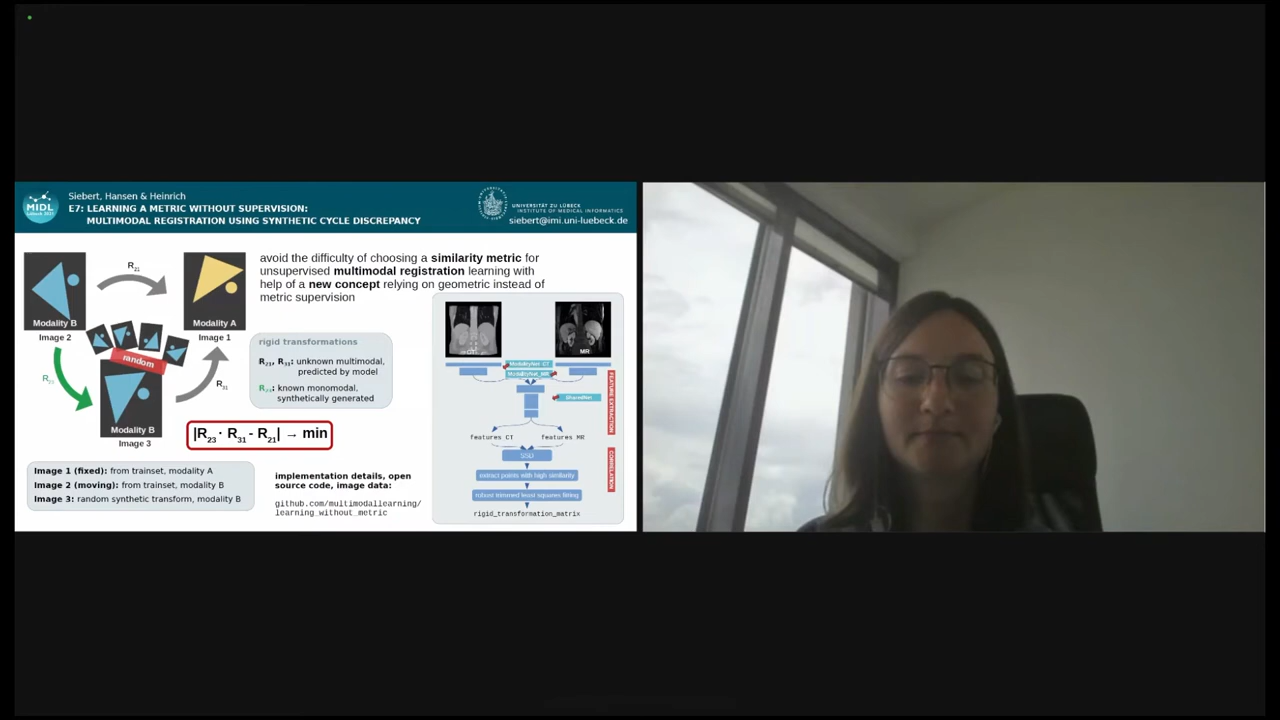 MIDL
Siebert, Hansen & Heinrich
E7: LEARNING A METRIC WITHOUT SUPERVISION:
MULTIMODAL REGISTRATION USING SYNTHETIC CYCLE DISCREPANCY
UNIVERSITÄT ZU LÜBECK
INSTITUTE OF MEDICAL INFORMATICS
siebert@imi.uni-luebeck.de
avoid the difficulty of choosing a similarity metric for
unsupervised multimodal registration learning with
help of a new concept relying on geometric instead of
metric supervision
R21
Modality B
Image 2
Modality A
Image 1
random
R23
R31
Modality B
Image 3
rigid transformations
unknown multimodal,
predicted by model
known monomodal,
synthetically generated
|R23 · R31 - R21| → min
Image 1 (fixed): from trainset, modality A
Image 2 (moving): from trainset, modality B
Image 3: random synthetic transform, modality B
implementation details, open
source code, image data:
github.com/multimodallearning/
learning_without_metric
CT
MR
ModalityNet_CT
ModalityNet_MR
SharedNet
FEATURE EXTRACTION
features CT
features MR
SSD
CORRELATION
extract points with high similarity
robust trimmed least squares fitting
rigid_transformation_matrix